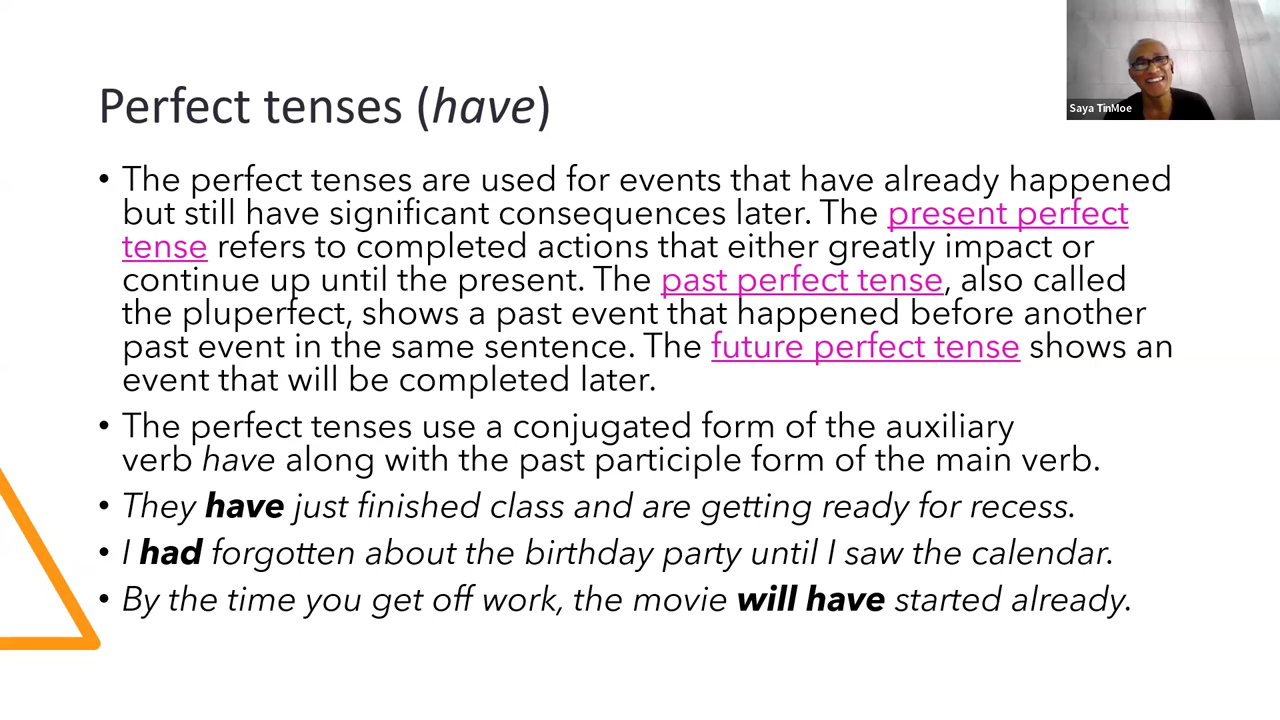 Perfect tenses (have)
Saya TinMoe
• The perfect tenses are used for events that have already happened
but still have significant consequences later. The present perfect
tense refers to completed actions that either greatly impact or
continue up until the present. The past perfect tense, also called
the pluperfect, shows a past event that happened before another
past event in the same sentence. The future perfect tense shows an
event that will be completed later.
• The perfect tenses use a conjugated form of the auxiliary
verb have along with the past participle form of the main verb.
• They have just finished class and are getting ready for recess.
• I had forgotten about the birthday party until I saw the calendar.
• By the time you get off work, the movie will have started already.